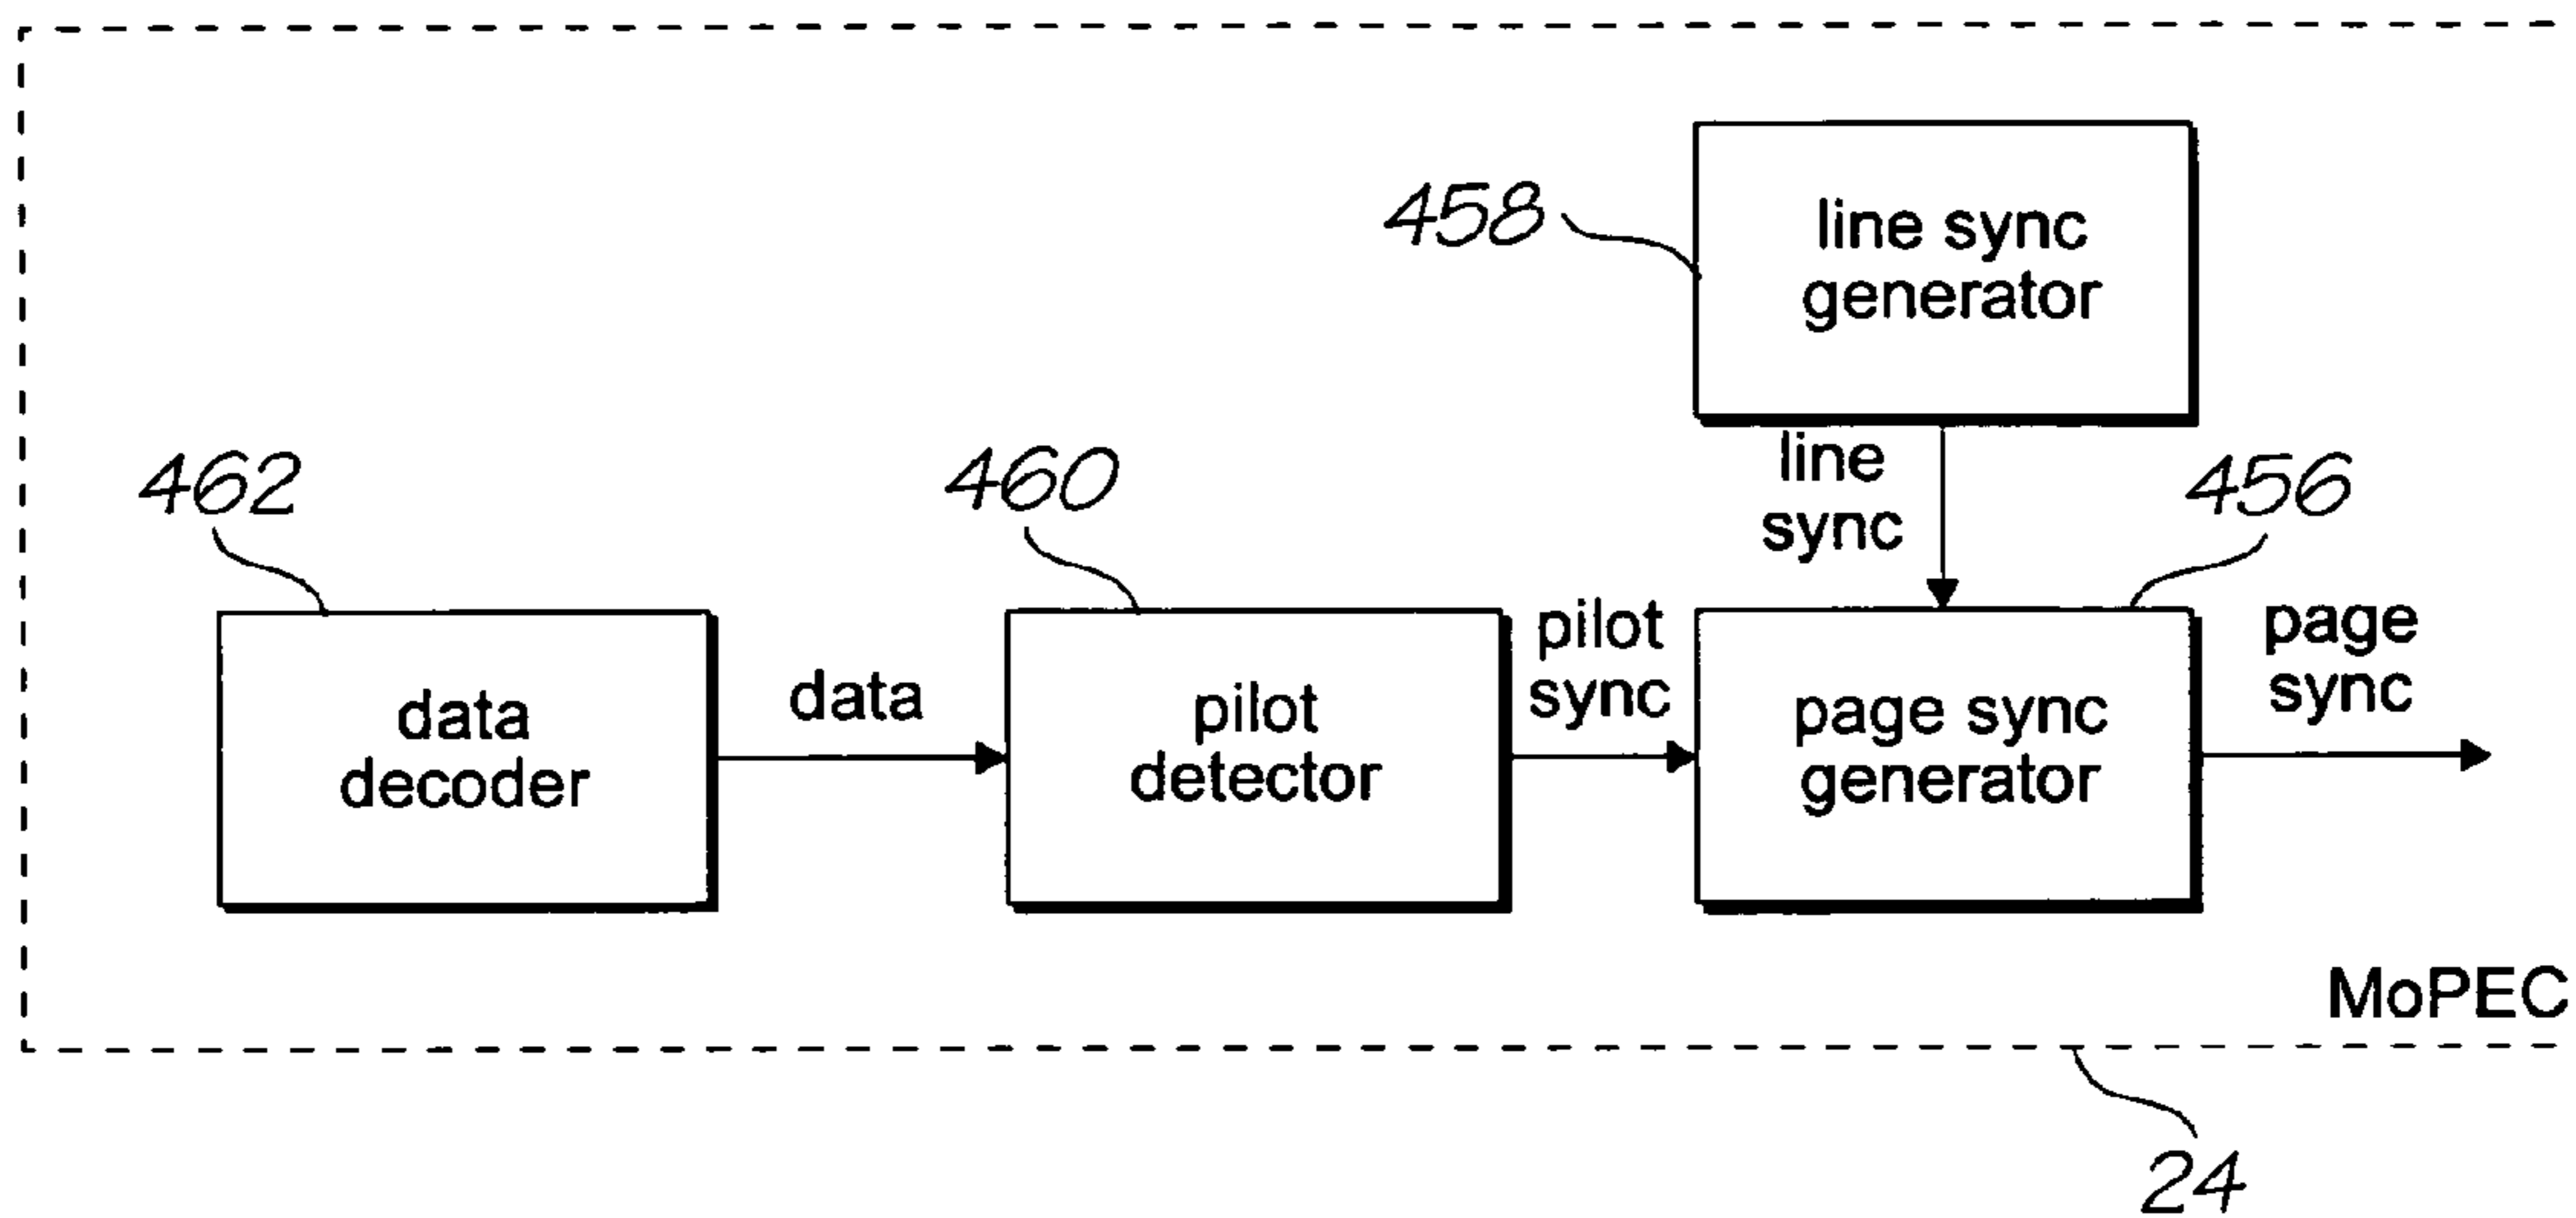 458
line sync
generator
line
sync
462
460
456
data
decoder
data
pilot
detector
pilot
sync
page sync
generator
page
sync
MoPEC
24